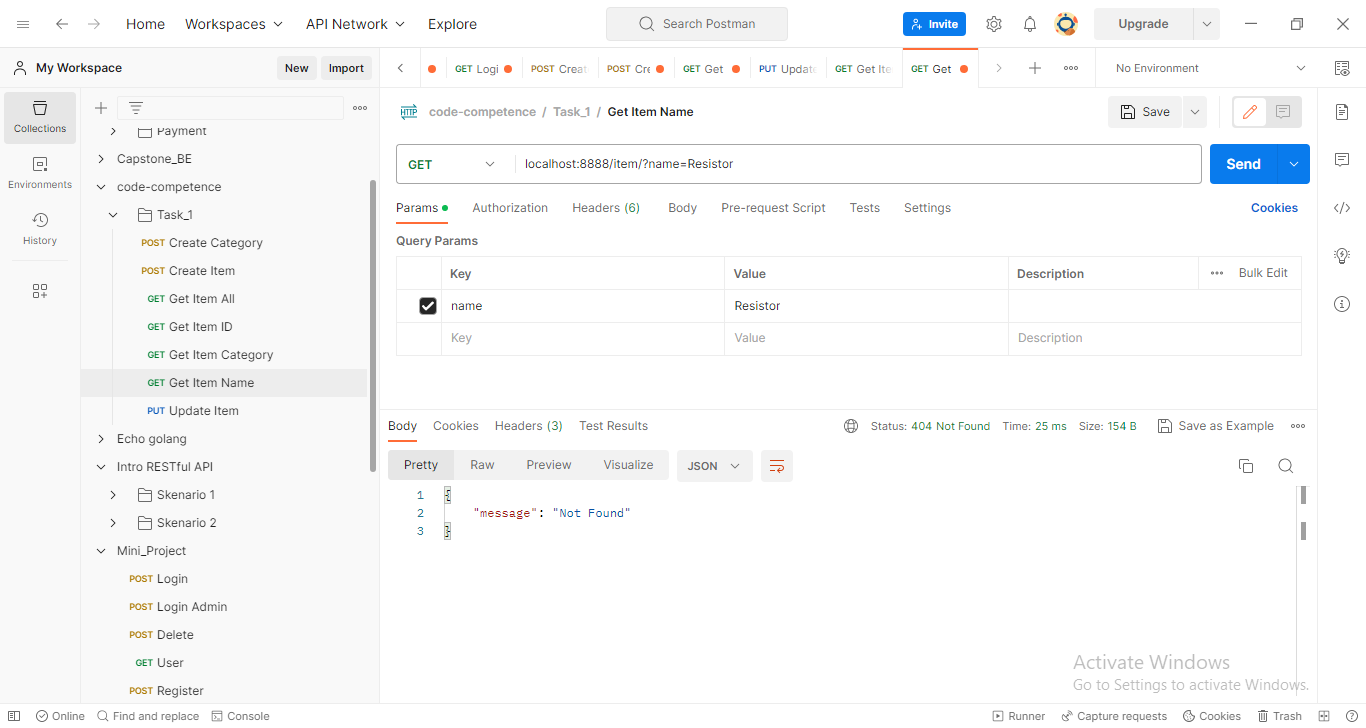 Home Workspaces API Network Explore Search Postman Invite Upgrade
My Workspace New Import GET Logi POST Creat POST Cre GET Get PUT Update GET Get Ite GET Get No Environment
Collections
Environments
History
Payment
Capstone_BE
code-competence
Task_1
POST Create Category
POST Create Item
GET Get Item All
GET Get Item ID
GET Get Item Category
GET Get Item Name
PUT Update Item
Echo golang
Intro RESTful API
Skenario 1
Skenario 2
Mini_Project
POST Login
POST Login Admin
POST Delete
GET User
POST Register
HTTP code-competence / Task_1 / Get Item Name Save
GET localhost:8888/item/?name=Resistor Send
Params Authorization Headers (6) Body Pre-request Script Tests Settings Cookies
Query Params
Key Value Description Bulk Edit
name Resistor
Key Value Description
Body Cookies Headers (3) Test Results Status: 404 Not Found Time: 25 ms Size: 154 B Save as Example
Pretty Raw Preview Visualize JSON
1 {
2 "message": "Not Found"
3 }
Activate Windows
Go to Settings to activate Windows.
Online Find and replace Console Runner Capture requests Cookies Trash